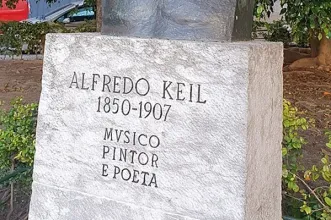 ALFREDO KEIL
1850-1907
MVSICO
PINTOR
E POETA